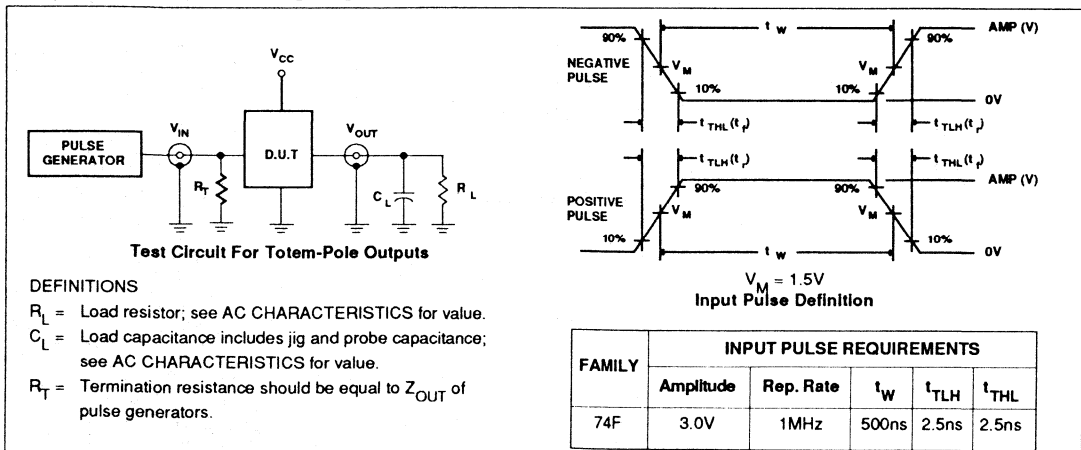 V_CC
PULSE GENERATOR
V_IN
D.U.T
V_OUT
R_T
C_L
R_L
Test Circuit For Totem-Pole Outputs
DEFINITIONS
R_L = Load resistor; see AC CHARACTERISTICS for value.
C_L = Load capacitance includes jig and probe capacitance;
see AC CHARACTERISTICS for value.
R_T = Termination resistance should be equal to Z_OUT of
pulse generators.
90% t_W 90% AMP (V)
NEGATIVE PULSE
V_M V_M
10% 10% 0V
t_THL(t_f) t_TLH(t_r)
t_TLH(t_r) t_THL(t_f)
90% 90% AMP (V)
POSITIVE PULSE
V_M V_M
10% t_W 10% 0V
V_M = 1.5V
Input Pulse Definition
FAMILY INPUT PULSE REQUIREMENTS
Amplitude Rep. Rate t_W t_TLH t_THL
74F 3.0V 1MHz 500ns 2.5ns 2.5ns